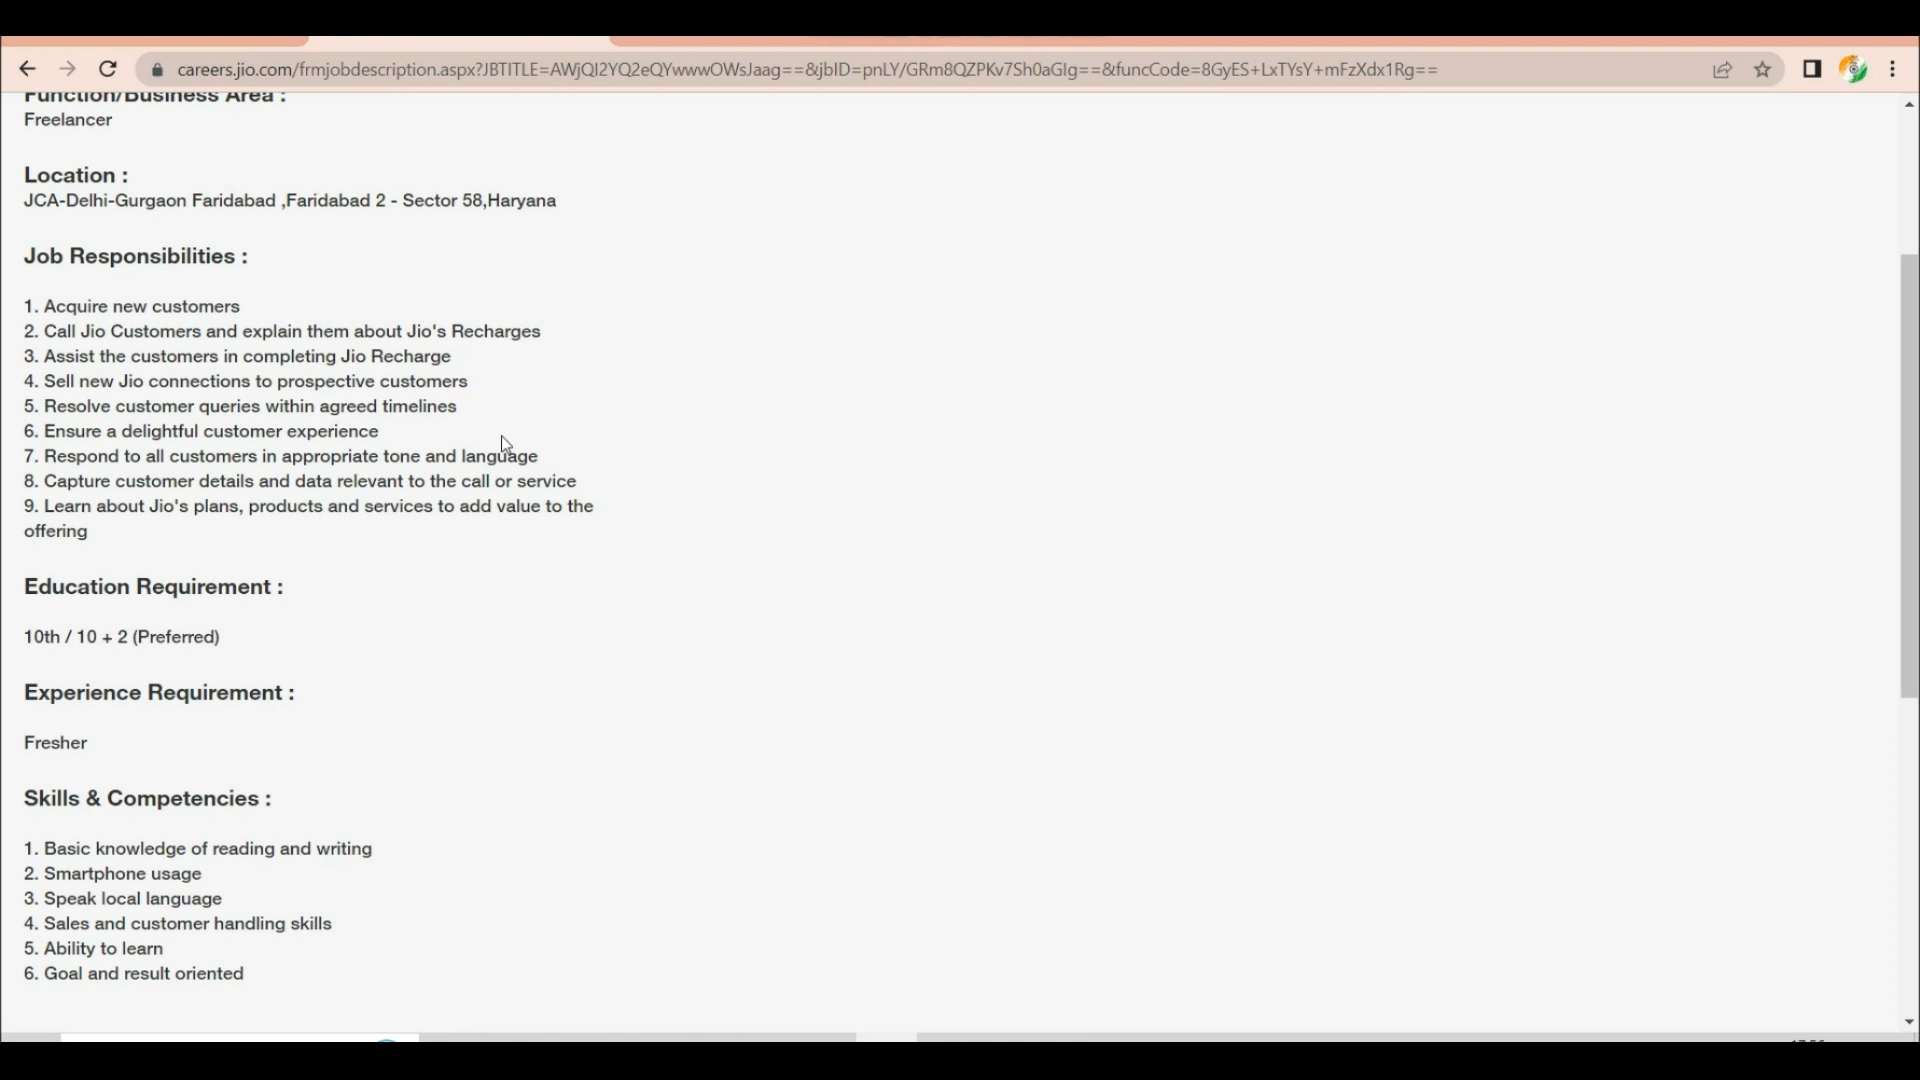 careers.jio.com/frmjobdescription.aspx?JBTITLE=AWjQI2YQ2eQYwwwOWsJaag==&jbID=pnLY/GRm8QZPKv7Sh0aGIg==&funcCode=8GyES+LxTYsY+mFzXdx1Rg==
Function/Business Area :
Freelancer
Location :
JCA-Delhi-Gurgaon Faridabad ,Faridabad 2 - Sector 58,Haryana
Job Responsibilities :
1. Acquire new customers
2. Call Jio Customers and explain them about Jio's Recharges
3. Assist the customers in completing Jio Recharge
4. Sell new Jio connections to prospective customers
5. Resolve customer queries within agreed timelines
6. Ensure a delightful customer experience
7. Respond to all customers in appropriate tone and language
8. Capture customer details and data relevant to the call or service
9. Learn about Jio's plans, products and services to add value to the
offering
Education Requirement :
10th / 10 + 2 (Preferred)
Experience Requirement :
Fresher
Skills & Competencies :
1. Basic knowledge of reading and writing
2. Smartphone usage
3. Speak local language
4. Sales and customer handling skills
5. Ability to learn
6. Goal and result oriented